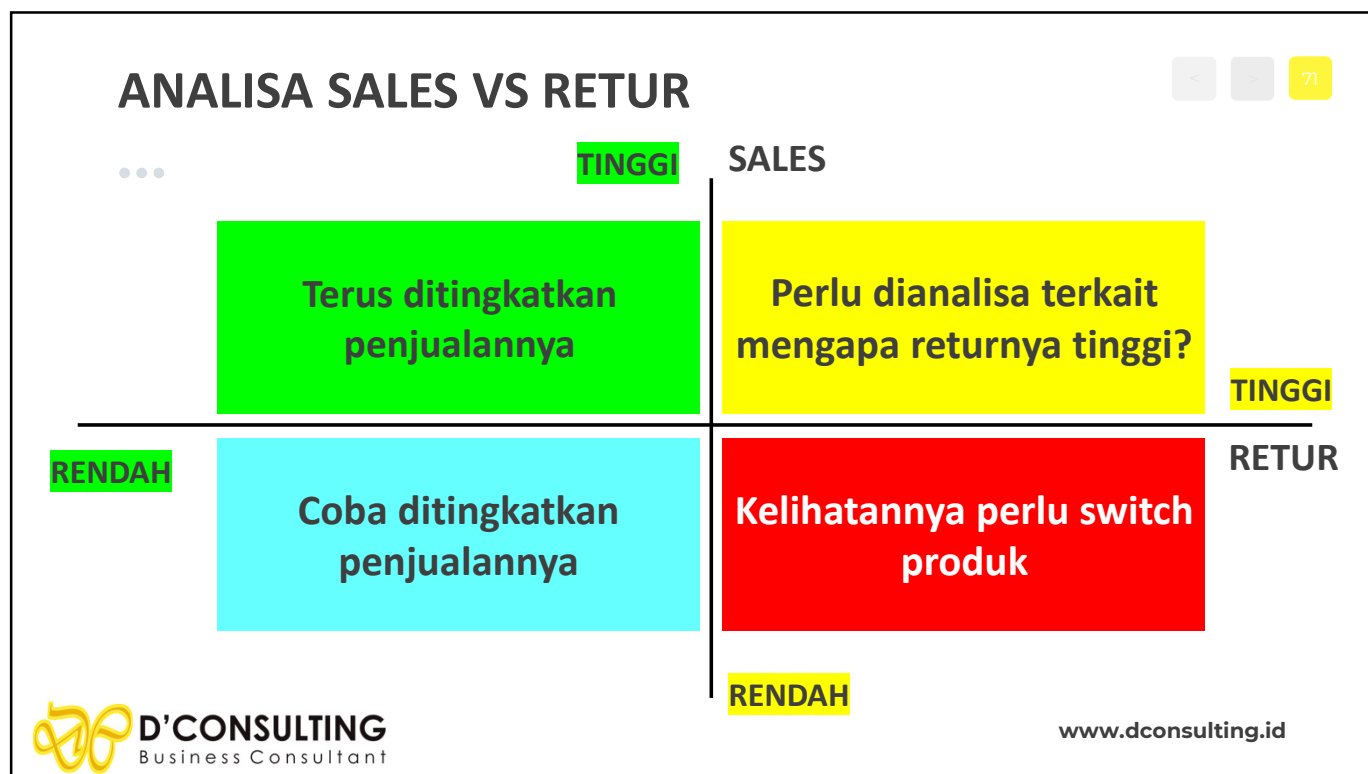 ANALISA SALES VS RETUR
< > 71
TINGGI
SALES
Terus ditingkatkan
penjualannya
Perlu dianalisa terkait
mengapa returnya tinggi?
TINGGI
RENDAH
RETUR
Coba ditingkatkan
penjualannya
Kelihatannya perlu switch
produk
RENDAH
D'CONSULTING
Business Consultant
www.dconsulting.id